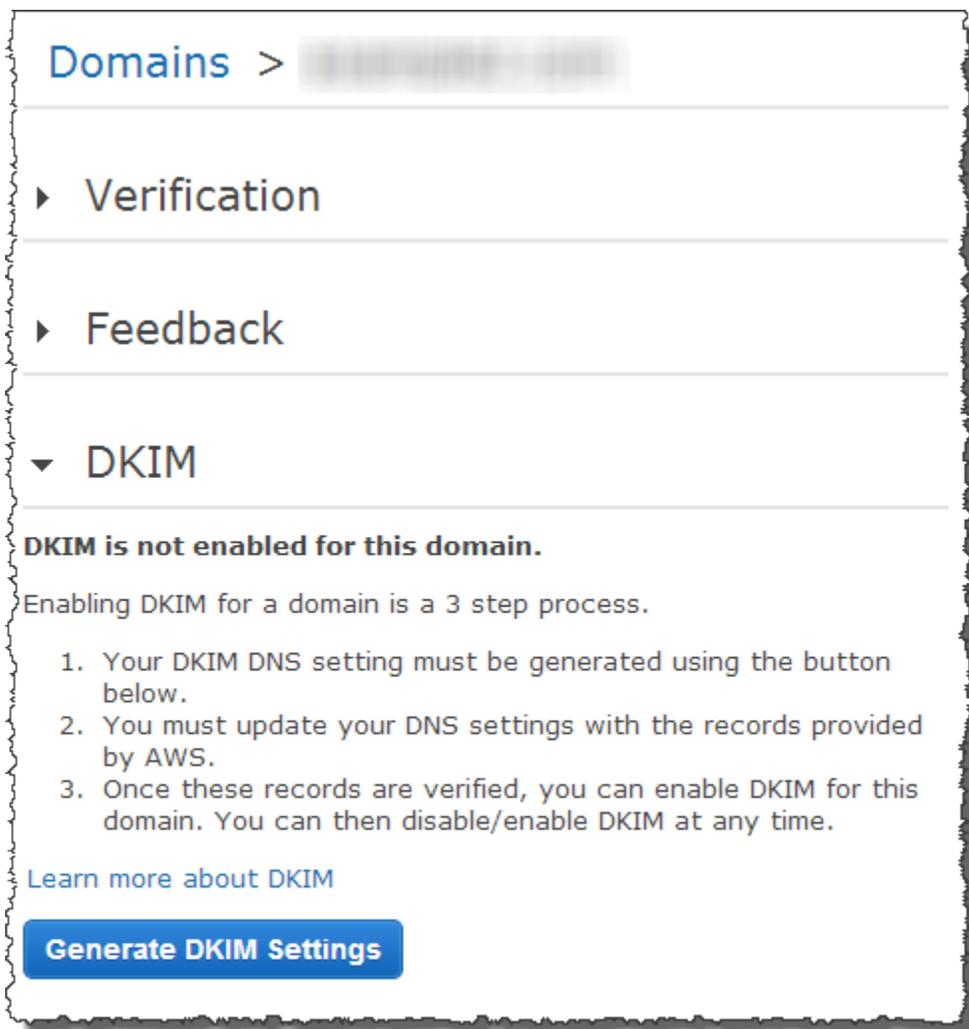 Domains >
Verification
Feedback
DKIM
DKIM is not enabled for this domain.
Enabling DKIM for a domain is a 3 step process.
1. Your DKIM DNS setting must be generated using the button
below.
2. You must update your DNS settings with the records provided
by AWS.
3. Once these records are verified, you can enable DKIM for this
domain. You can then disable/enable DKIM at any time.
Learn more about DKIM
Generate DKIM Settings